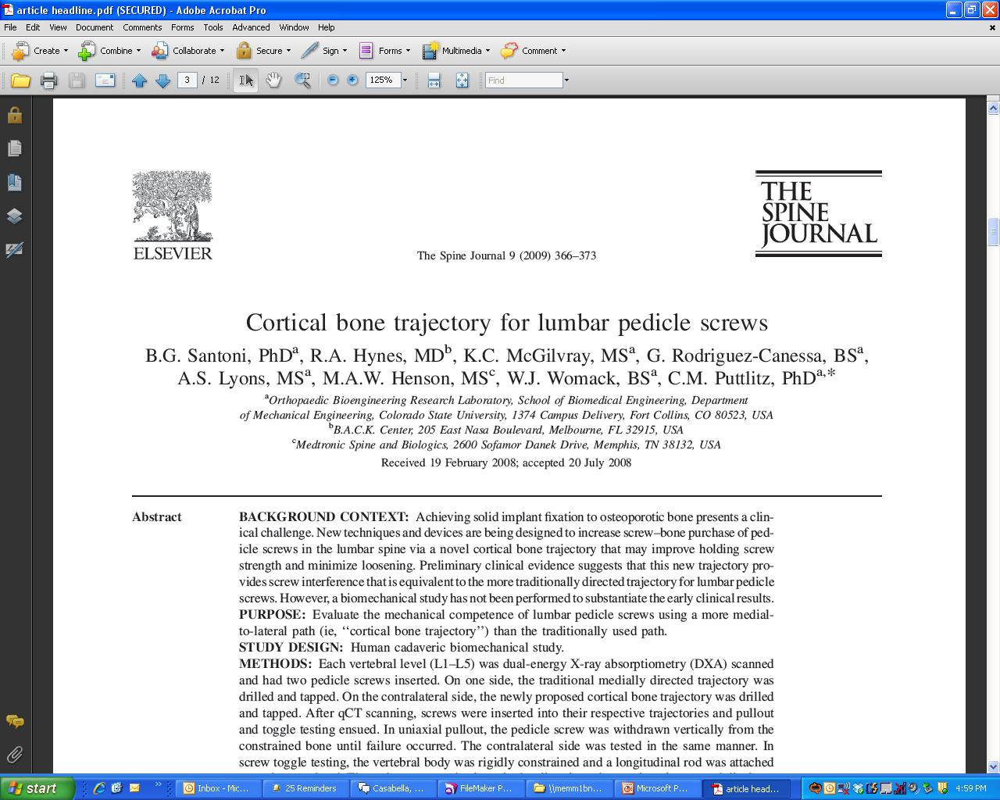 article headline.pdf (SECURED) - Adobe Acrobat Pro
File Edit View Document Comments Forms Tools Advanced Window Help
Create Combine Collaborate Secure Sign Forms Multimedia Comment
3 / 12 125% Find
ELSEVIER
THE
SPINE
JOURNAL
The Spine Journal 9 (2009) 366–373
Cortical bone trajectory for lumbar pedicle screws
B.G. Santoni, PhDa, R.A. Hynes, MDb, K.C. McGilvray, MSa, G. Rodriguez-Canessa, BSa,
A.S. Lyons, MSa, M.A.W. Henson, MSc, W.J. Womack, BSa, C.M. Puttlitz, PhDa,*
aOrthopaedic Bioengineering Research Laboratory, School of Biomedical Engineering, Department
of Mechanical Engineering, Colorado State University, 1374 Campus Delivery, Fort Collins, CO 80523, USA
bB.A.C.K. Center, 205 East Nasa Boulevard, Melbourne, FL 32915, USA
cMedtronic Spine and Biologics, 2600 Sofamor Danek Drive, Memphis, TN 38132, USA
Received 19 February 2008; accepted 20 July 2008
Abstract
BACKGROUND CONTEXT: Achieving solid implant fixation to osteoporotic bone presents a clin-
ical challenge. New techniques and devices are being designed to increase screw–bone purchase of ped-
icle screws in the lumbar spine via a novel cortical bone trajectory that may improve holding screw
strength and minimize loosening. Preliminary clinical evidence suggests that this new trajectory pro-
vides screw interference that is equivalent to the more traditionally directed trajectory for lumbar pedicle
screws. However, a biomechanical study has not been performed to substantiate the early clinical results.
PURPOSE: Evaluate the mechanical competence of lumbar pedicle screws using a more medial-
to-lateral path (ie, ‘‘cortical bone trajectory’’) than the traditionally used path.
STUDY DESIGN: Human cadaveric biomechanical study.
METHODS: Each vertebral level (L1–L5) was dual-energy X-ray absorptiometry (DXA) scanned
and had two pedicle screws inserted. On one side, the traditional medially directed trajectory was
drilled and tapped. On the contralateral side, the newly proposed cortical bone trajectory was drilled
and tapped. After qCT scanning, screws were inserted into their respective trajectories and pullout
and toggle testing ensued. In uniaxial pullout, the pedicle screw was withdrawn vertically from the
constrained bone until failure occurred. The contralateral side was tested in the same manner. In
screw toggle testing, the vertebral body was rigidly constrained and a longitudinal rod was attached
start Inbox - Mic... 25 Reminders Casabella, ... FileMaker P... \\memm1bn... Microsoft P... article head... 4:59 PM